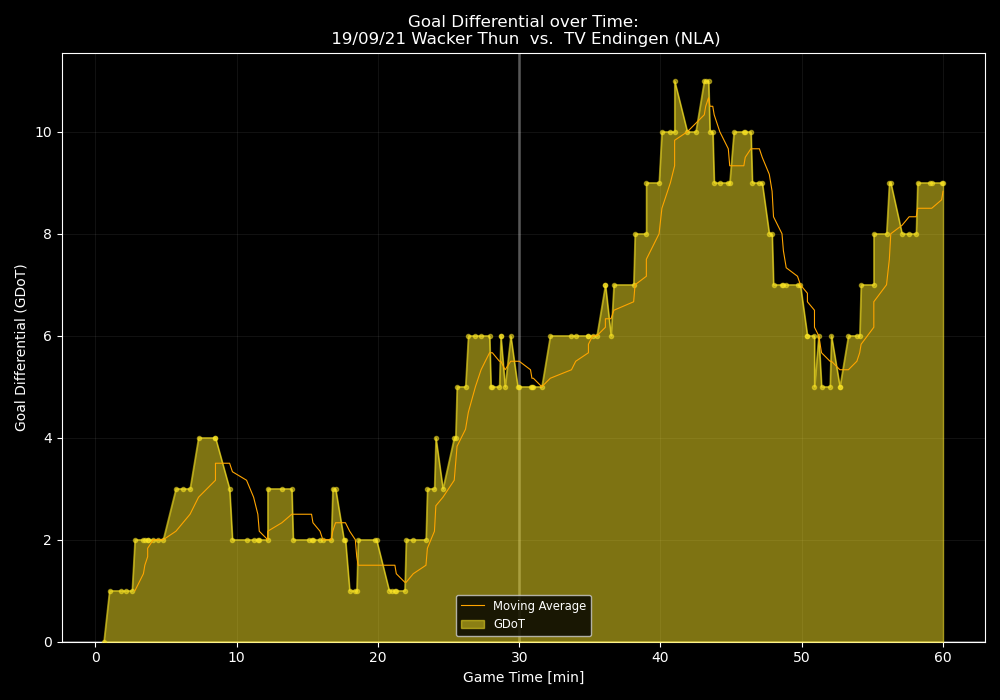 Goal Differential over Time:
19/09/21 Wacker Thun  vs.  TV Endingen (NLA)
Goal Differential (GDoT)
10
8
6
4
2
0
Moving Average
GDoT
0 10 20 30 40 50 60
Game Time [min]